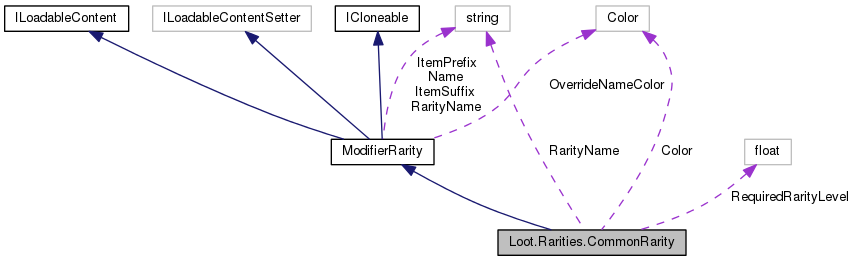 ILoadableContent
ILoadableContentSetter
ICloneable
string
Color
ItemPrefix
Name
ItemSuffix
RarityName
OverrideNameColor
ModifierRarity
RarityName
Color
float
RequiredRarityLevel
Loot.Rarities.CommonRarity